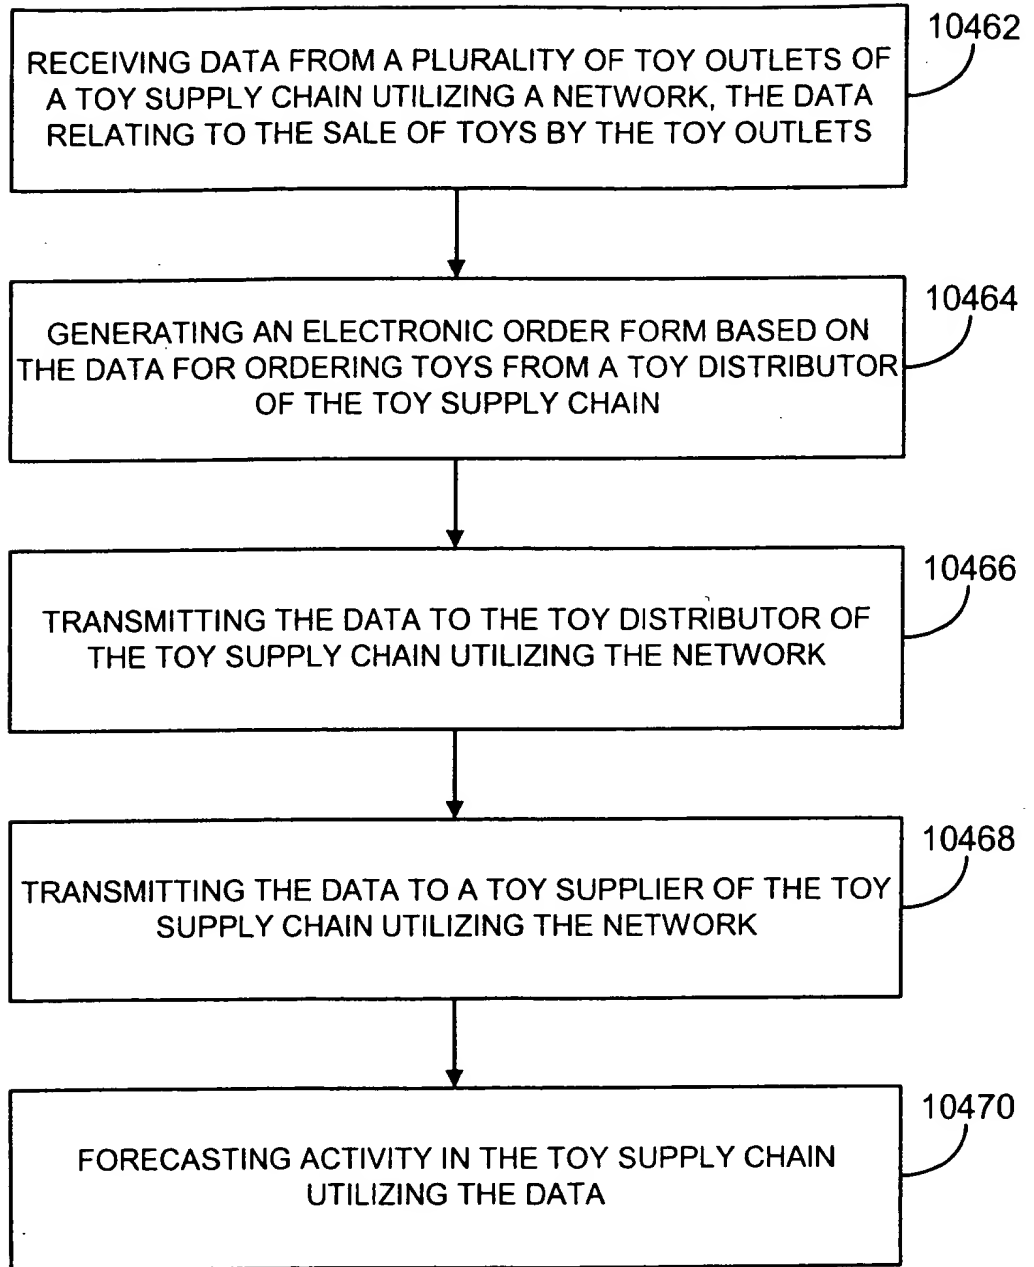 10462
RECEIVING DATA FROM A PLURALITY OF TOY OUTLETS OF
A TOY SUPPLY CHAIN UTILIZING A NETWORK, THE DATA
RELATING TO THE SALE OF TOYS BY THE TOY OUTLETS
10464
GENERATING AN ELECTRONIC ORDER FORM BASED ON
THE DATA FOR ORDERING TOYS FROM A TOY DISTRIBUTOR
OF THE TOY SUPPLY CHAIN
10466
TRANSMITTING THE DATA TO THE TOY DISTRIBUTOR OF
THE TOY SUPPLY CHAIN UTILIZING THE NETWORK
10468
TRANSMITTING THE DATA TO A TOY SUPPLIER OF THE TOY
SUPPLY CHAIN UTILIZING THE NETWORK
10470
FORECASTING ACTIVITY IN THE TOY SUPPLY CHAIN
UTILIZING THE DATA